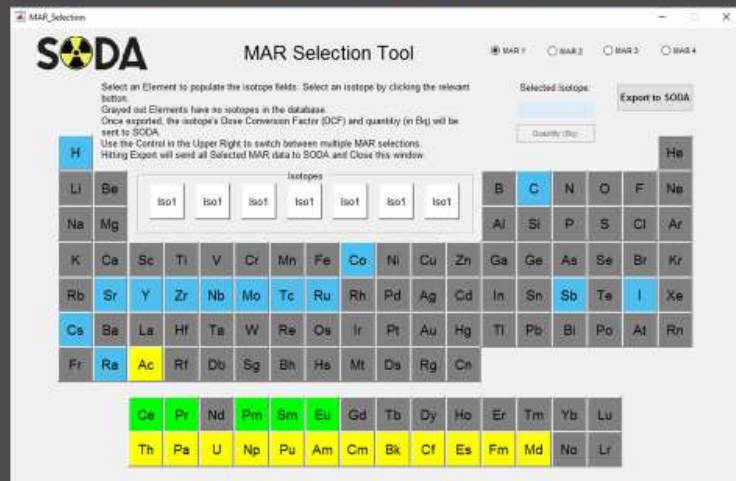 MAR_Selection
SODA
MAR Selection Tool
MAR 1 MAR 2 MAR 3 MAR 4
Select an Element to populate the isotope fields. Select an isotope by clicking the relevant
button.
Grayed out Elements have no isotopes in the database.
Once exported, the isotope's Dose Conversion Factor (DCF) and quantitiy (in Bq) will be
sent to SODA.
Use the Control in the Upper Right to switch between multiple MAR selections.
Hitting Export will send all Selected MAR data to SODA and Close this window.
Selected Isotope:
Export to SODA
Quantity (Bq)
H He
Isotopes
Li Be B C N O F Ne
Iso1 Iso1 Iso1 Iso1 Iso1 Iso1 Iso1
Na Mg Al Si P S Cl Ar
K Ca Sc Ti V Cr Mn Fe Co Ni Cu Zn Ga Ge As Se Br Kr
Rb Sr Y Zr Nb Mo Tc Ru Rh Pd Ag Cd In Sn Sb Te I Xe
Cs Ba La Hf Ta W Re Os Ir Pt Au Hg Tl Pb Bi Po At Rn
Fr Ra Ac Rf Db Sg Bh Hs Mt Ds Rg Cn
Ce Pr Nd Pm Sm Eu Gd Tb Dy Ho Er Tm Yb Lu
Th Pa U Np Pu Am Cm Bk Cf Es Fm Md No Lr